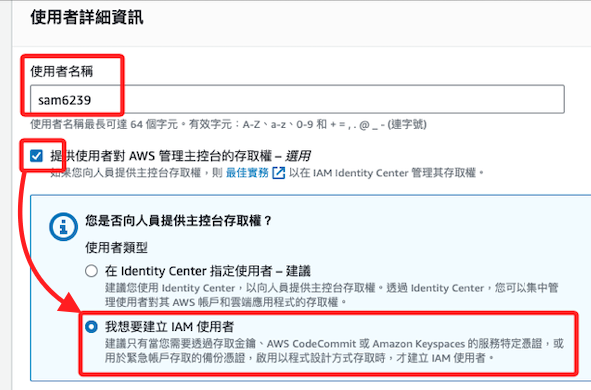 使用者詳細資訊
使用者名稱
sam6239
使用者名稱最長可達 64 個字元。有效字元:A-Z、a-z、0-9 和 + = , . @ _ - (連字號)
提供使用者對 AWS 管理主控台的存取權 – 選用
如果您向人員提供主控台存取權,則 最佳實務 以在 IAM Identity Center 管理其存取權。
您是否向人員提供主控台存取權?
使用者類型
在 Identity Center 指定使用者 – 建議
建議您使用 Identity Center,以向人員提供主控台存取權。透過 Identity Center,您可以集中管
理使用者對其 AWS 帳戶和雲端應用程式的存取權。
我想要建立 IAM 使用者
建議只有當您需要透過存取金鑰、AWS CodeCommit 或 Amazon Keyspaces 的服務特定憑證,或
用於緊急帳戶存取的備份憑證,啟用以程式設計方式存取時,才建立 IAM 使用者。